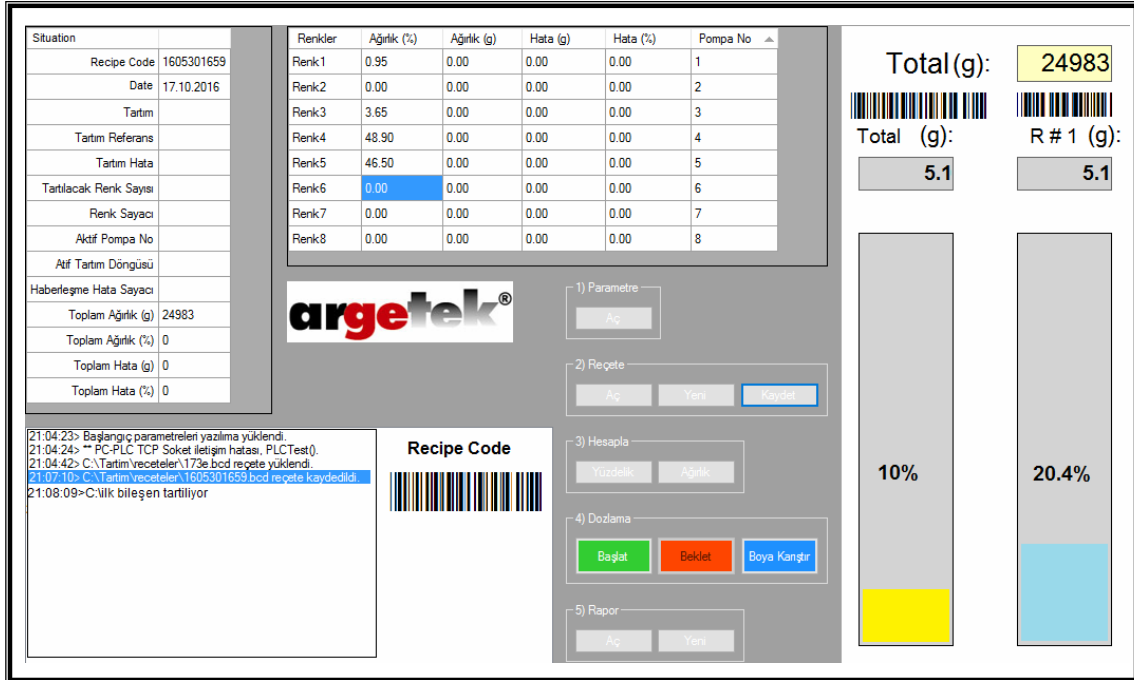 Situation
Recipe Code 1605301659
Date 17.10.2016
Tartım
Tartım Referans
Tartım Hata
Tartılacak Renk Sayısı
Renk Sayacı
Aktif Pompa No
Atif Tartım Döngüsü
Haberleşme Hata Sayacı
Toplam Ağırlık (g) 24983
Toplam Ağırlık (%) 0
Toplam Hata (g) 0
Toplam Hata (%) 0
Renkler Ağırlık (%) Ağırlık (g) Hata (g) Hata (%) Pompa No
Renk1 0.95 0.00 0.00 0.00 1
Renk2 0.00 0.00 0.00 0.00 2
Renk3 3.65 0.00 0.00 0.00 3
Renk4 48.90 0.00 0.00 0.00 4
Renk5 46.50 0.00 0.00 0.00 5
Renk6 0.00 0.00 0.00 0.00 6
Renk7 0.00 0.00 0.00 0.00 7
Renk8 0.00 0.00 0.00 0.00 8
argetek®
1) Parametre
Aç
2) Reçete
Aç Yeni Kaydet
3) Hesapla
Yüzdelik Ağırlık
4) Dozlama
Başlat Beklet Boya Karıştır
5) Rapor
Aç Yeni
21:04:23> Başlangıç parametreleri yazılıma yüklendi.
21:04:24> ** PC-PLC TCP Soket iletişim hatası, PLCTest().
21:04:42> C:\Tartim\receteler\173e.bcd reçete yüklendi.
21:07:10> C:\Tartim\receteler\1605301659.bcd reçete kaydedildi.
21:08:09>C:\ilk bileşen tartiliyor
Recipe Code
Total (g): 24983
Total (g): R # 1 (g):
5.1 5.1
10% 20.4%